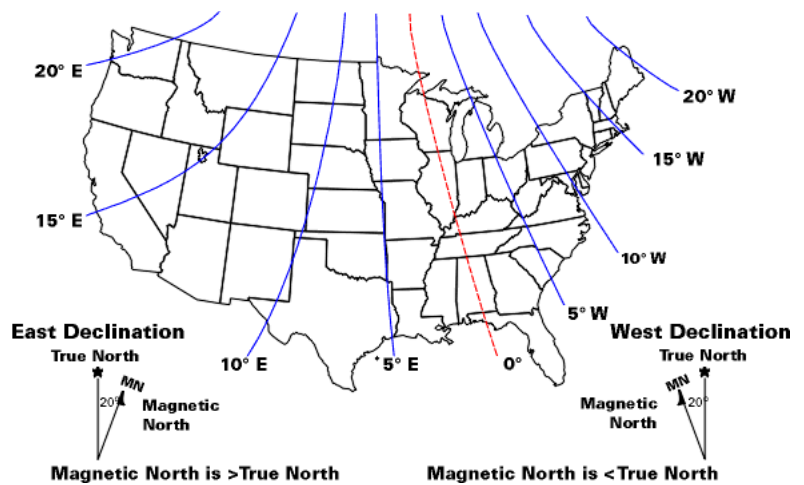 20° E
20° W
15° W
15° E
10° W
5° W
10° E
5° E
0°
East Declination
True North
MN
20°
Magnetic
North
Magnetic North is >True North
West Declination
True North
MN
20°
Magnetic
North
Magnetic North is <True North